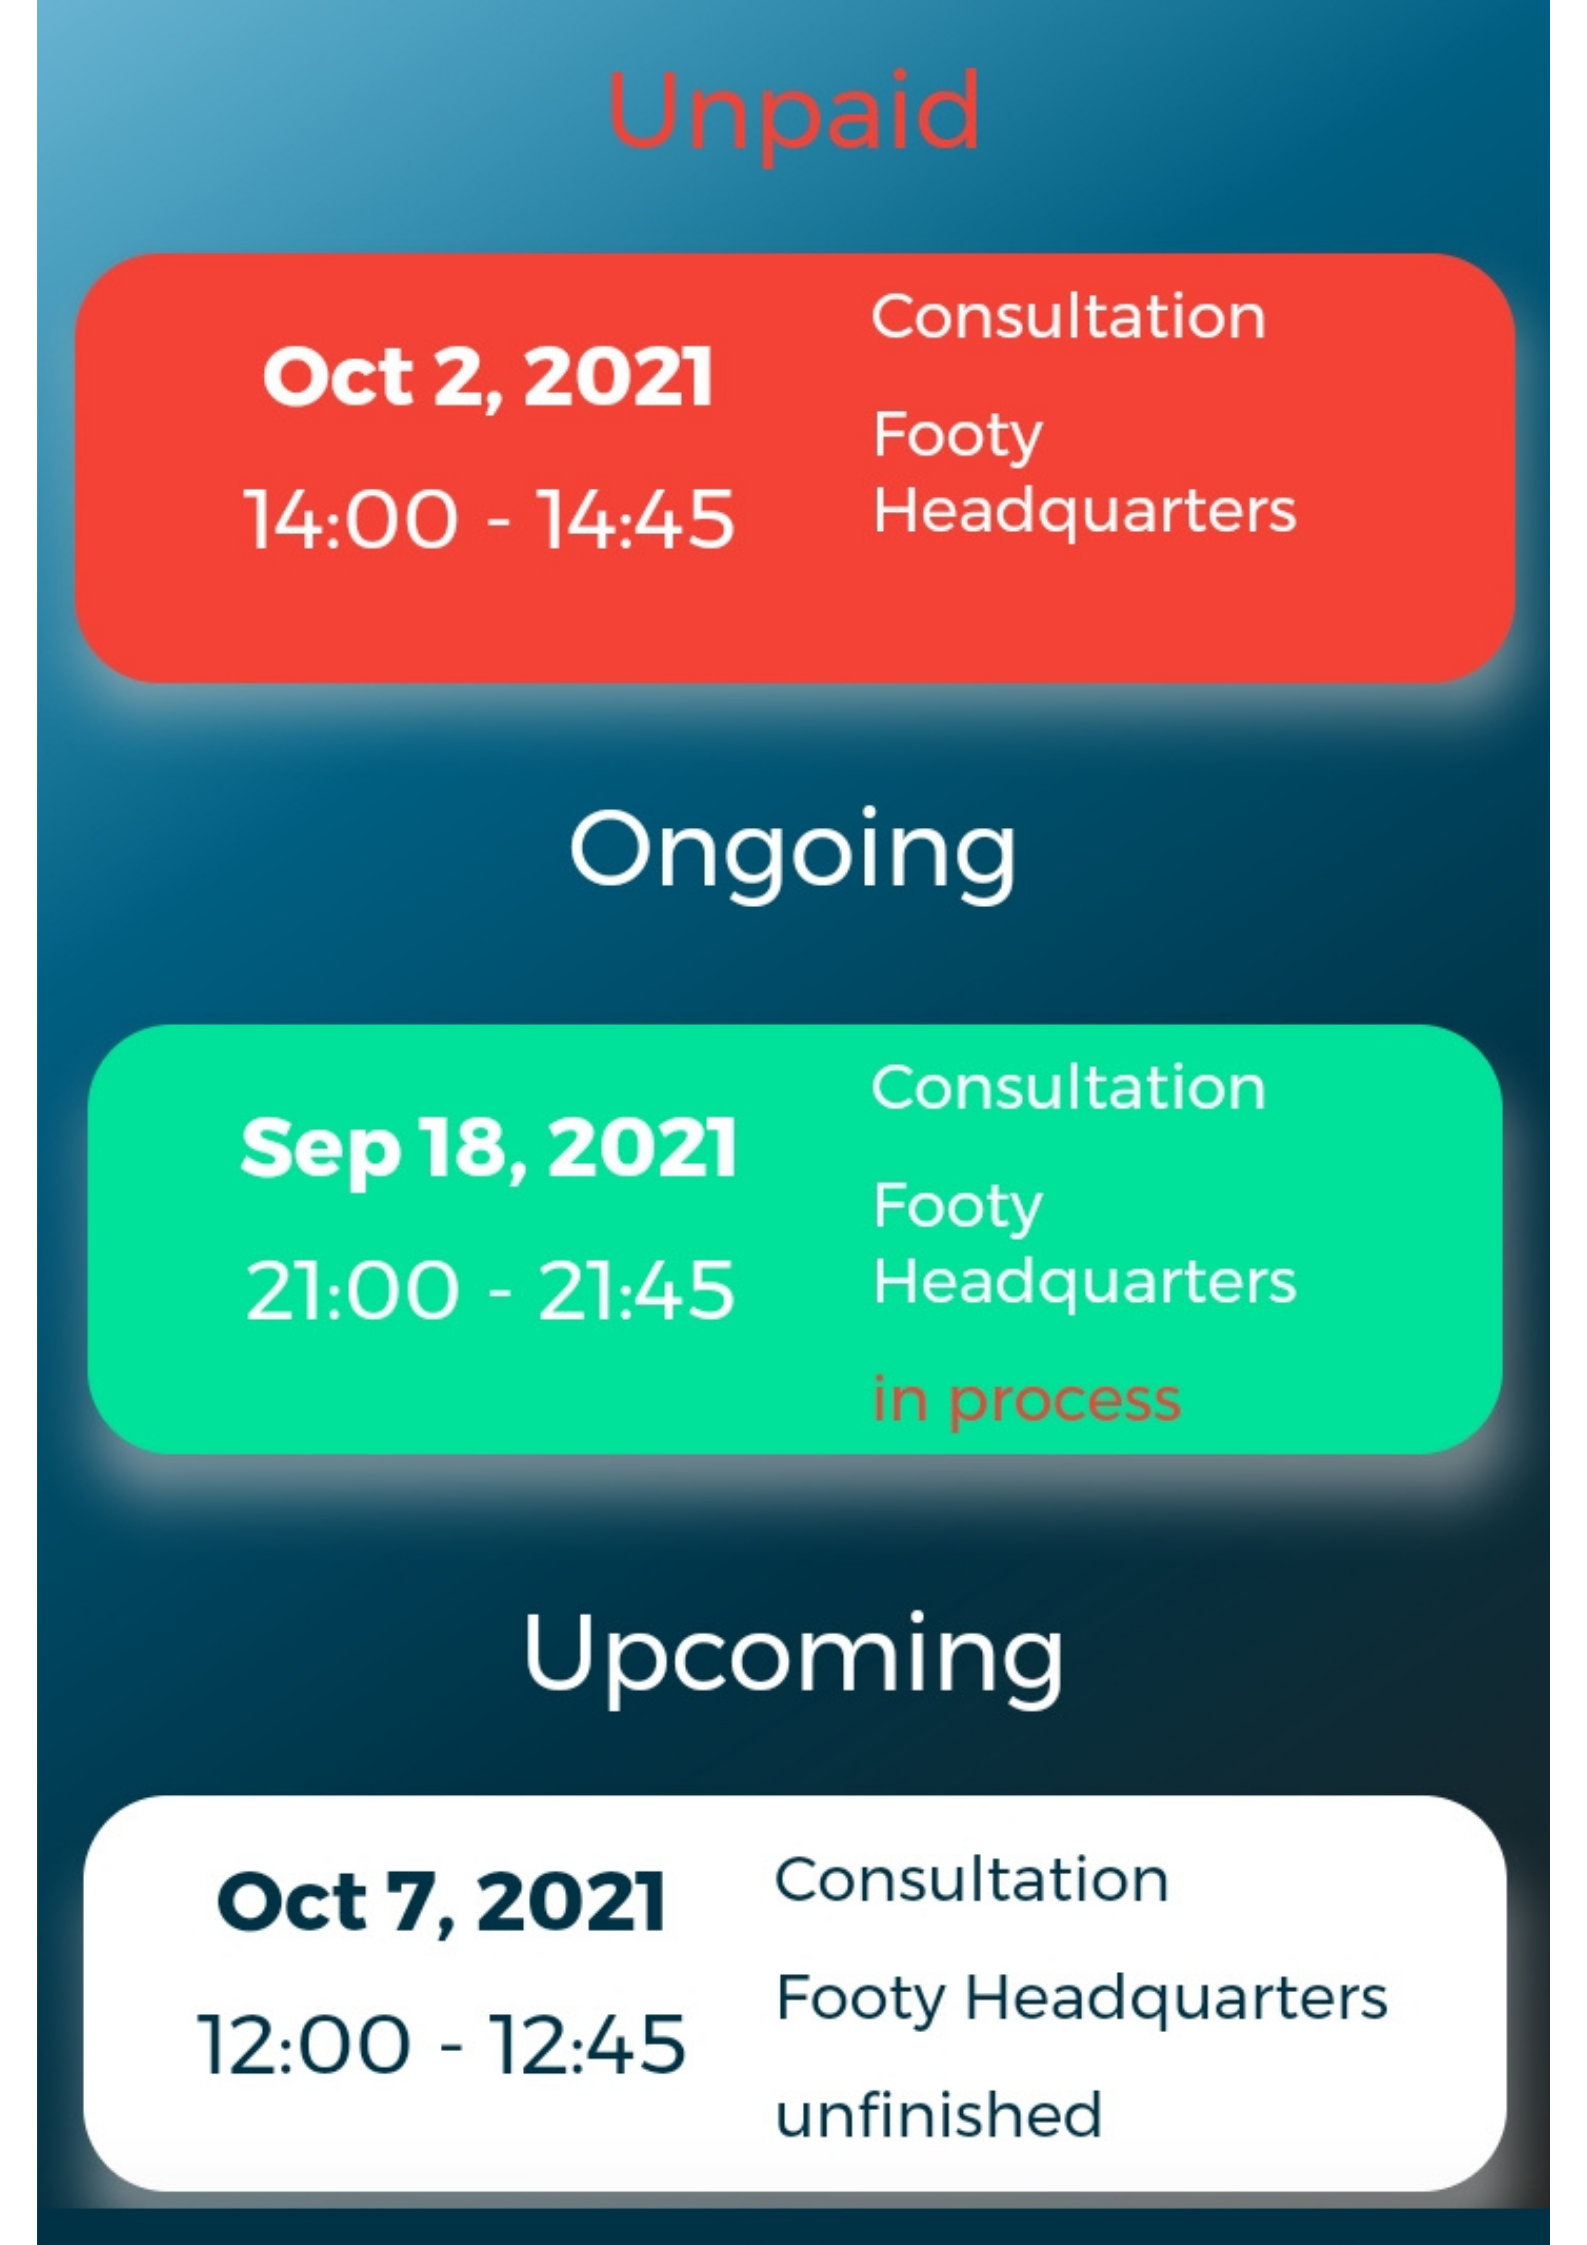 Unpaid
Oct 2, 2021
14:00 - 14:45
Consultation
Footy
Headquarters
Ongoing
Sep 18, 2021
21:00 - 21:45
Consultation
Footy
Headquarters
in process
Upcoming
Oct 7, 2021
12:00 - 12:45
Consultation
Footy Headquarters
unfinished